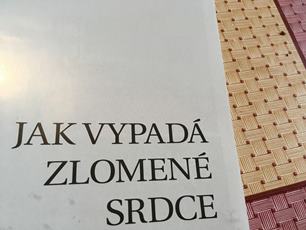 JAK VYPADÁ
ZLOMENÉ
SRDCE